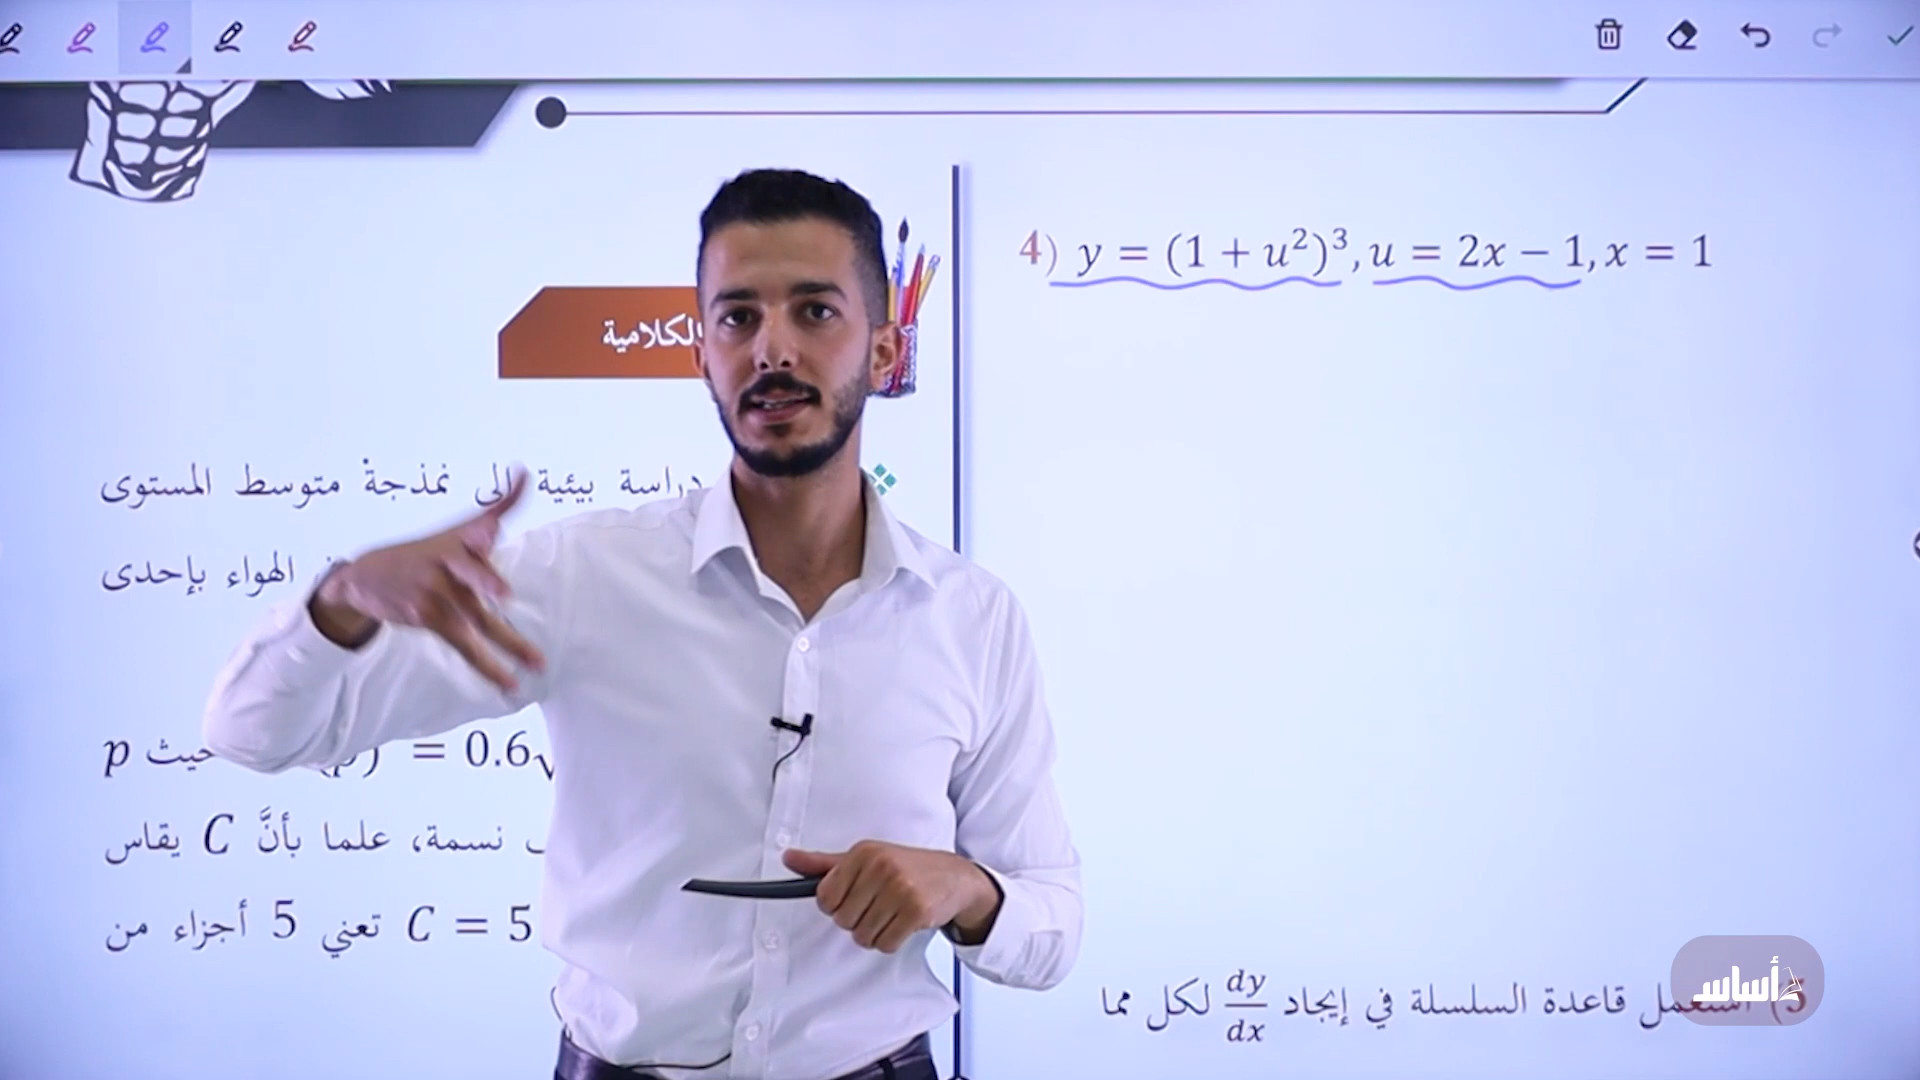 4) y = (1 + u²)³, u = 2x − 1, x = 1
5) استعمل قاعدة السلسلة في إيجاد dy/dx لكل مما
الكلامية
دراسة بيئية إلى نمذجة متوسط المستوى
الهواء بإحدى
= 0.6√ حيث p
نسمة، علما بأنَّ C يقاس
C = 5 تعني 5 أجزاء من
أساس